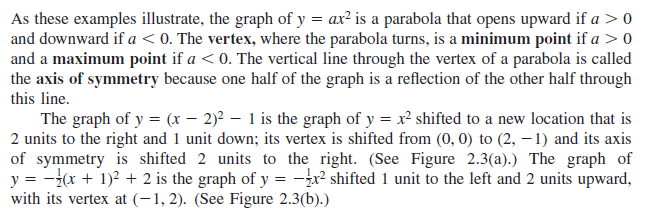 As these examples illustrate, the graph of y = ax² is a parabola that opens upward if a > 0
and downward if a < 0. The vertex, where the parabola turns, is a minimum point if a > 0
and a maximum point if a < 0. The vertical line through the vertex of a parabola is called
the axis of symmetry because one half of the graph is a reflection of the other half through
this line.
The graph of y = (x − 2)² − 1 is the graph of y = x² shifted to a new location that is
2 units to the right and 1 unit down; its vertex is shifted from (0, 0) to (2, −1) and its axis
of symmetry is shifted 2 units to the right. (See Figure 2.3(a).) The graph of
y = −½(x + 1)² + 2 is the graph of y = −½x² shifted 1 unit to the left and 2 units upward,
with its vertex at (−1, 2). (See Figure 2.3(b).)